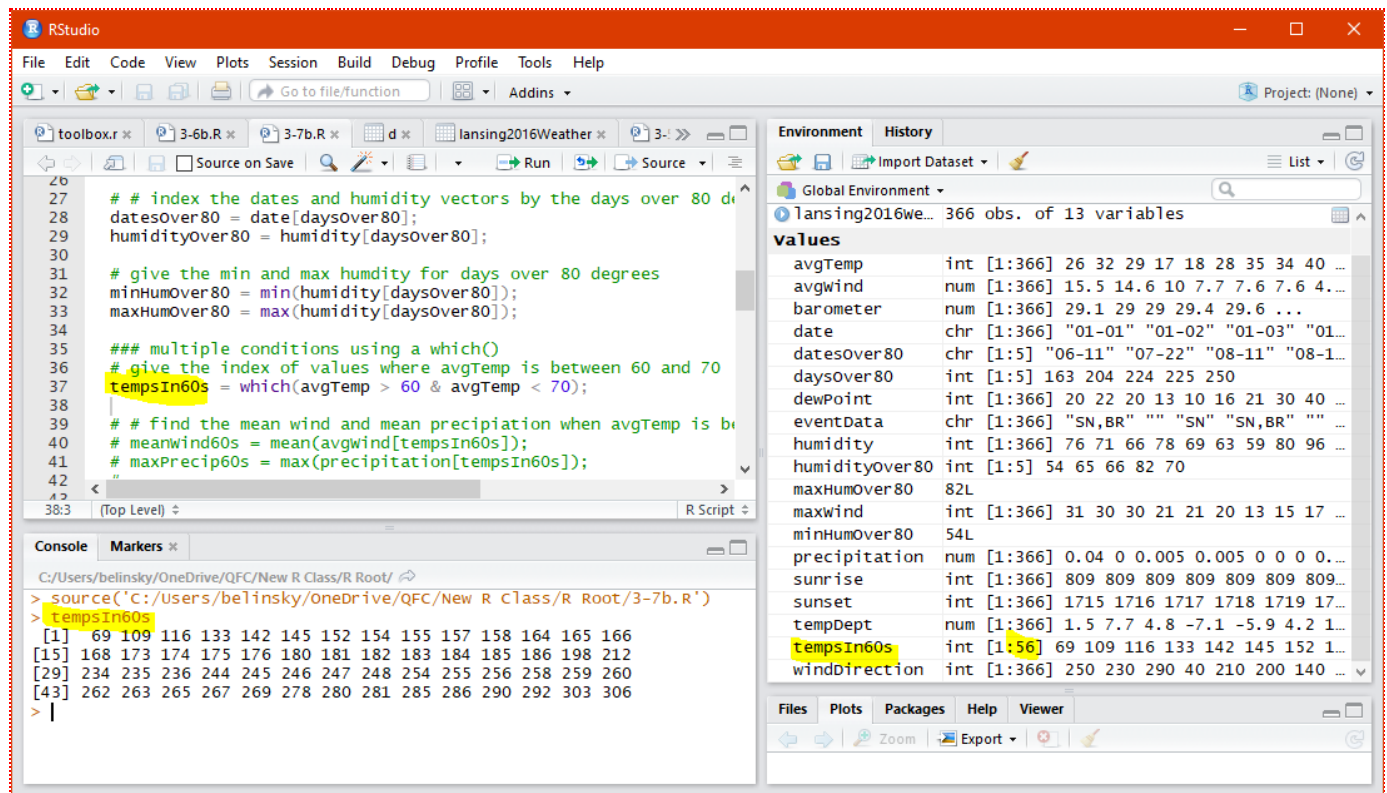 RStudio
File Edit Code View Plots Session Build Debug Profile Tools Help
Go to file/function Addins Project: (None)
toolbox.r 3-6b.R 3-7b.R d lansing2016Weather
Source on Save Run Source
26
27 # # index the dates and humidity vectors by the days over 80 de
28 datesOver80 = date[daysOver80];
29 humidityOver80 = humidity[daysOver80];
30
31 # give the min and max humdity for days over 80 degrees
32 minHumOver80 = min(humidity[daysOver80]);
33 maxHumOver80 = max(humidity[daysOver80]);
34
35 ### multiple conditions using a which()
36 # give the index of values where avgTemp is between 60 and 70
37 tempsIn60s = which(avgTemp > 60 & avgTemp < 70);
38
39 # # find the mean wind and mean precipiation when avgTemp is be
40 # meanWind60s = mean(avgWind[tempsIn60s]);
41 # maxPrecip60s = max(precipitation[tempsIn60s]);
42 #
43
38:3 (Top Level) R Script
Console Markers
C:/Users/belinsky/OneDrive/QFC/New R Class/R Root/
> source('C:/Users/belinsky/OneDrive/QFC/New R Class/R Root/3-7b.R')
> tempsIn60s
[1] 69 109 116 133 142 145 152 154 155 157 158 164 165 166
[15] 168 173 174 175 176 180 181 182 183 184 185 186 198 212
[29] 234 235 236 244 245 246 247 248 254 255 256 258 259 260
[43] 262 263 265 267 269 278 280 281 285 286 290 292 303 306
>
Environment History
Import Dataset List
Global Environment
lansing2016We… 366 obs. of 13 variables
Values
avgTemp int [1:366] 26 32 29 17 18 28 35 34 40 …
avgWind num [1:366] 15.5 14.6 10 7.7 7.6 7.6 4.…
barometer num [1:366] 29.1 29 29 29.4 29.6 ...
date chr [1:366] "01-01" "01-02" "01-03" "01…
datesOver80 chr [1:5] "06-11" "07-22" "08-11" "08-1…
daysOver80 int [1:5] 163 204 224 225 250
dewPoint int [1:366] 20 22 20 13 10 16 21 30 40 …
eventData chr [1:366] "SN,BR" "" "SN" "SN,BR" "" …
humidity int [1:366] 76 71 66 78 69 63 59 80 96 …
humidityOver80 int [1:5] 54 65 66 82 70
maxHumOver80 82L
maxWind int [1:366] 31 30 30 21 21 20 13 15 17 …
minHumOver80 54L
precipitation num [1:366] 0.04 0 0.005 0.005 0 0 0 0.…
sunrise int [1:366] 809 809 809 809 809 809 809…
sunset int [1:366] 1715 1716 1717 1718 1719 17…
tempDept num [1:366] 1.5 7.7 4.8 -7.1 -5.9 4.2 1…
tempsIn60s int [1:56] 69 109 116 133 142 145 152 1…
windDirection int [1:366] 250 230 290 40 210 200 140 …
Files Plots Packages Help Viewer
Zoom Export